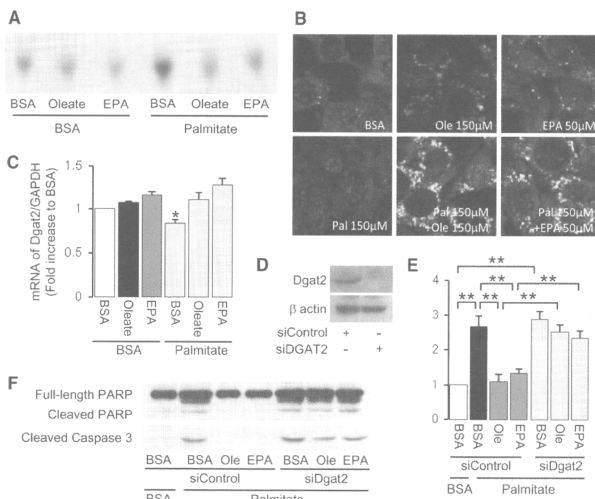 A
BSA Oleate EPA BSA Oleate EPA
BSA Palmitate
B
BSA
Ole 150μM
EPA 50μM
Pal 150μM
Pal 150μM
+Ole 150μM
Pal 150μM
+EPA 50μM
C
mRNA of Dgat2/GAPDH
(Fold increase to BSA)
1.5
1
0.5
0
*
BSA Oleate EPA BSA Oleate EPA
BSA Palmitate
D
Dgat2
β actin
siControl + -
siDGAT2 - +
E
4
3
2
1
0
**
**
**
** ** **
BSA BSA Ole EPA BSA Ole EPA
siControl siDgat2
BSA Palmitate
F
Full-length PARP
Cleaved PARP
Cleaved Caspase 3
BSA BSA Ole EPA BSA Ole EPA
siControl siDgat2
BSA Palmitate